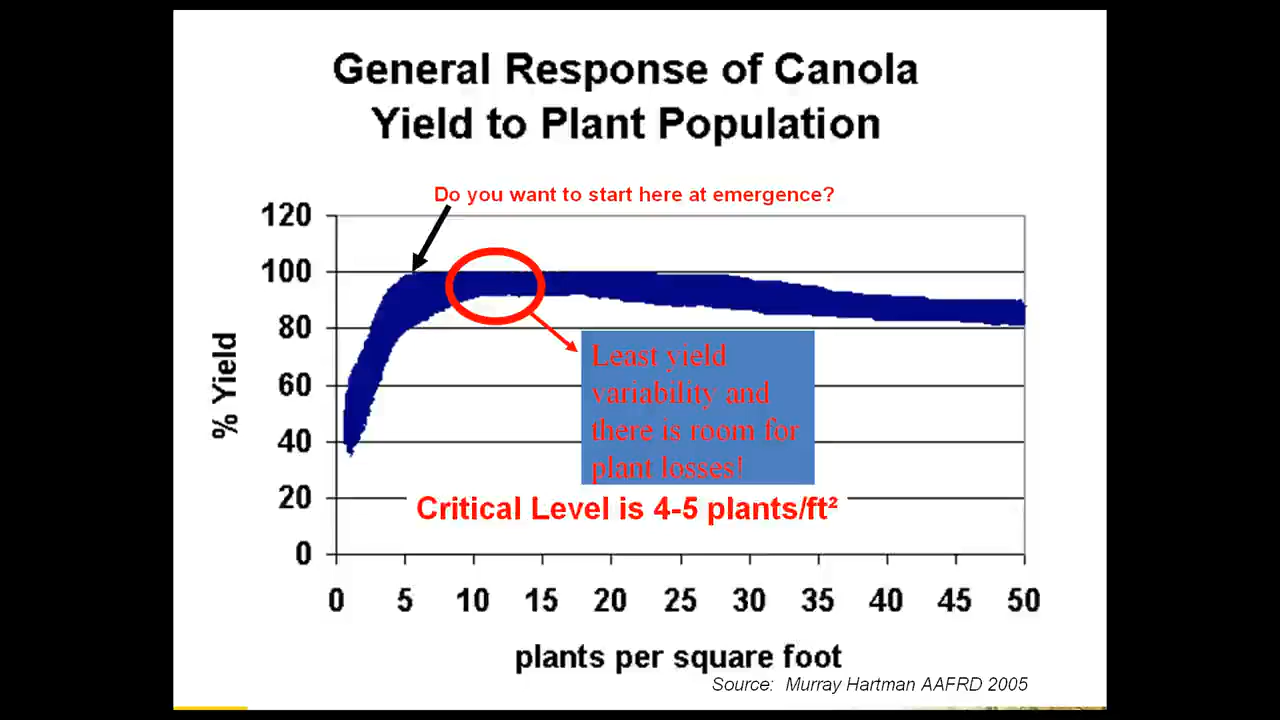 General Response of Canola
Yield to Plant Population
Do you want to start here at emergence?
120
100
80
60
40
20
0
% Yield
Least yield
variability and
there is room for
plant losses!
Critical Level is 4-5 plants/ft²
0 5 10 15 20 25 30 35 40 45 50
plants per square foot
Source: Murray Hartman AAFRD 2005